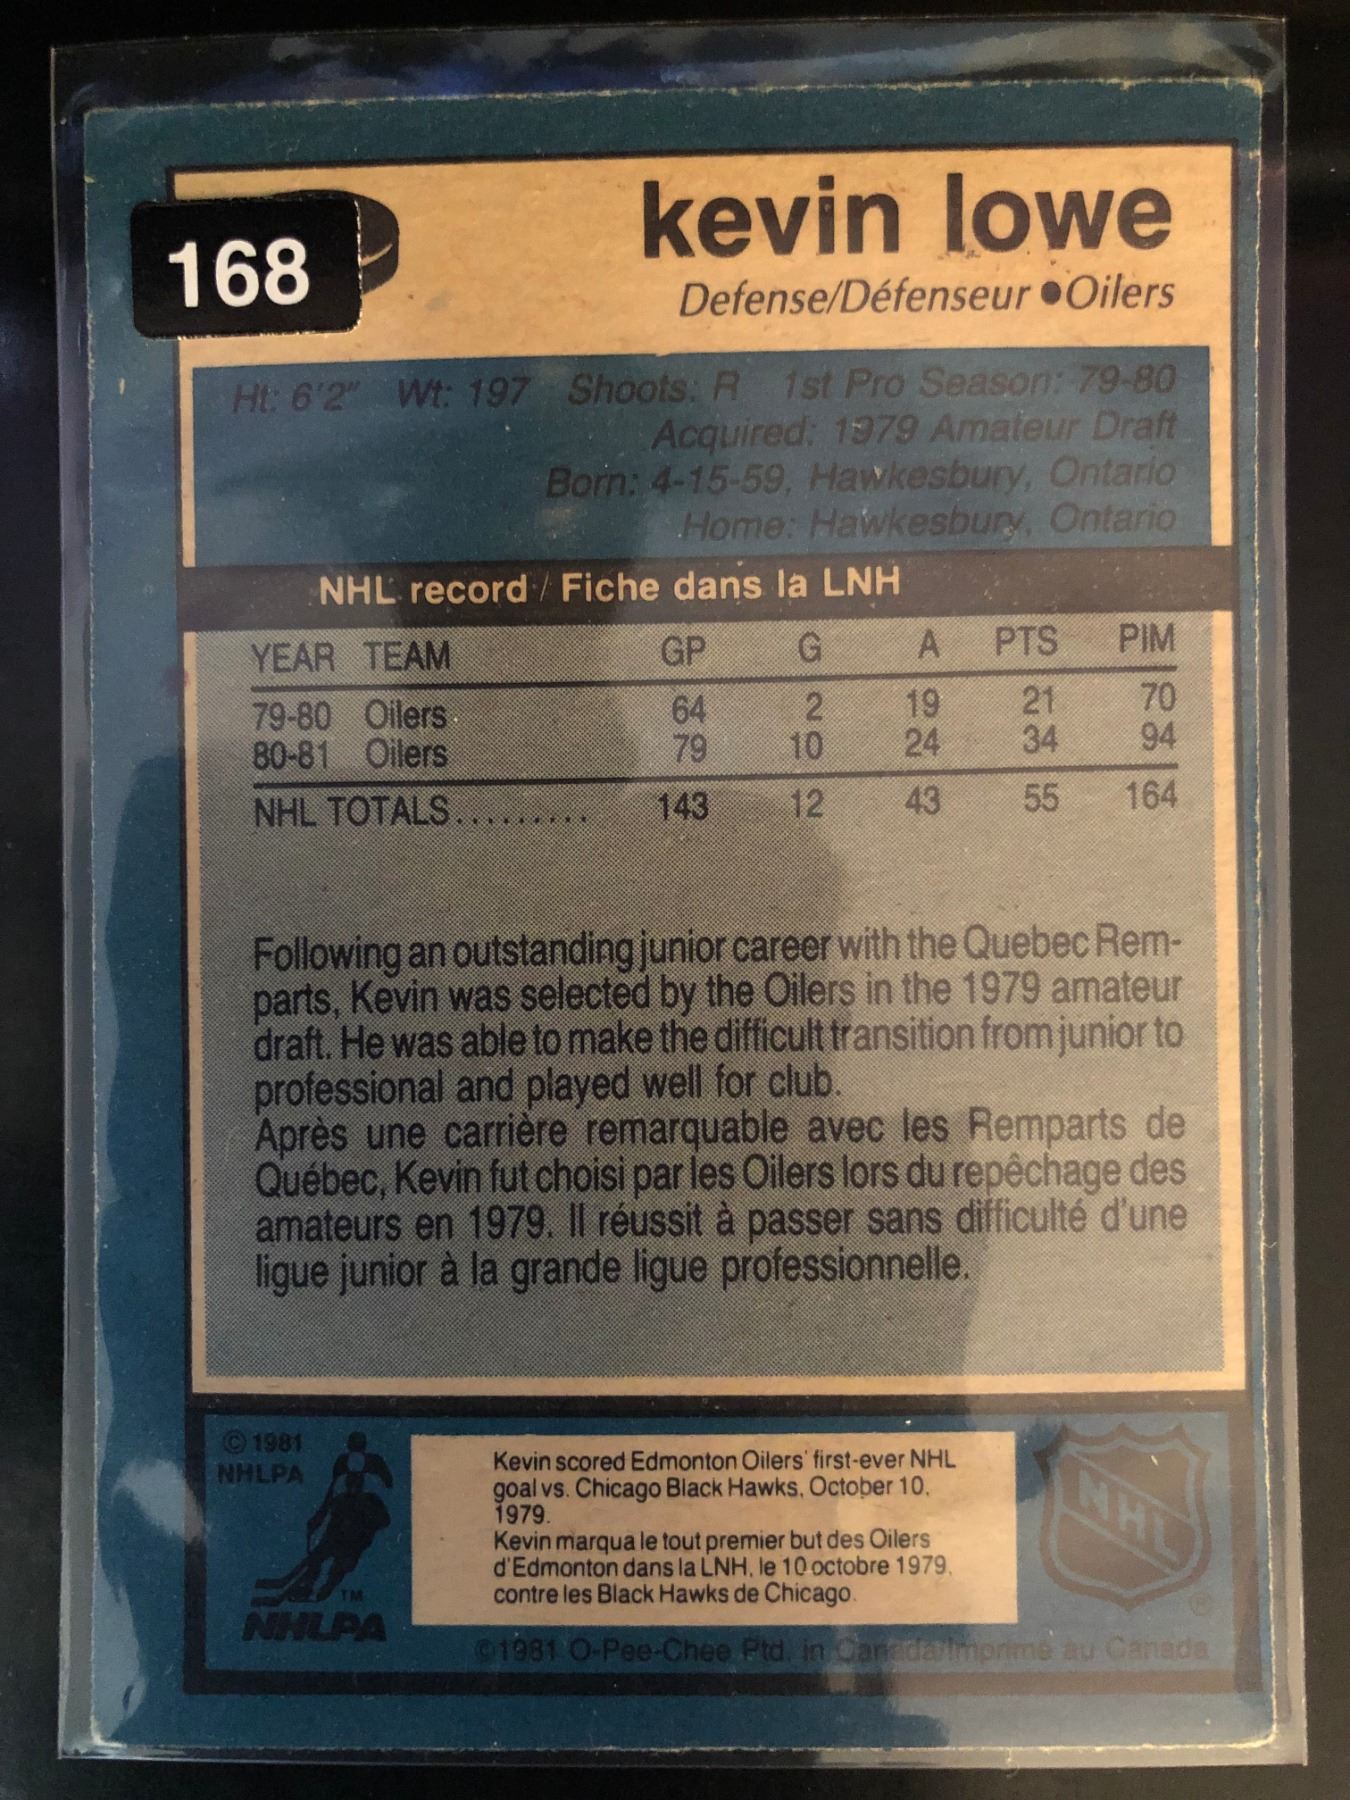 168
kevin lowe
Defense/Défenseur ●Oilers
Ht: 6'2" Wt: 197 Shoots: R 1st Pro Season: 79-80
Acquired: 1979 Amateur Draft
Born: 4-15-59, Hawkesbury, Ontario
Home: Hawkesbury, Ontario
NHL record / Fiche dans la LNH
YEAR TEAM GP G A PTS PIM
79-80 Oilers 64 2 19 21 70
80-81 Oilers 79 10 24 34 94
NHL TOTALS......... 143 12 43 55 164
Following an outstanding junior career with the Quebec Rem-
parts, Kevin was selected by the Oilers in the 1979 amateur
draft. He was able to make the difficult transition from junior to
professional and played well for club.
Après une carrière remarquable avec les Remparts de
Québec, Kevin fut choisi par les Oilers lors du repêchage des
amateurs en 1979. Il réussit à passer sans difficulté d'une
ligue junior à la grande ligue professionnelle.
© 1981
NHLPA
TM
NHLPA
Kevin scored Edmonton Oilers' first-ever NHL
goal vs. Chicago Black Hawks, October 10,
1979.
Kevin marqua le tout premier but des Oilers
d'Edmonton dans la LNH, le 10 octobre 1979,
contre les Black Hawks de Chicago.
NHL
®
©1981 O-Pee-Chee Ptd. in Canada/Imprimé au Canada